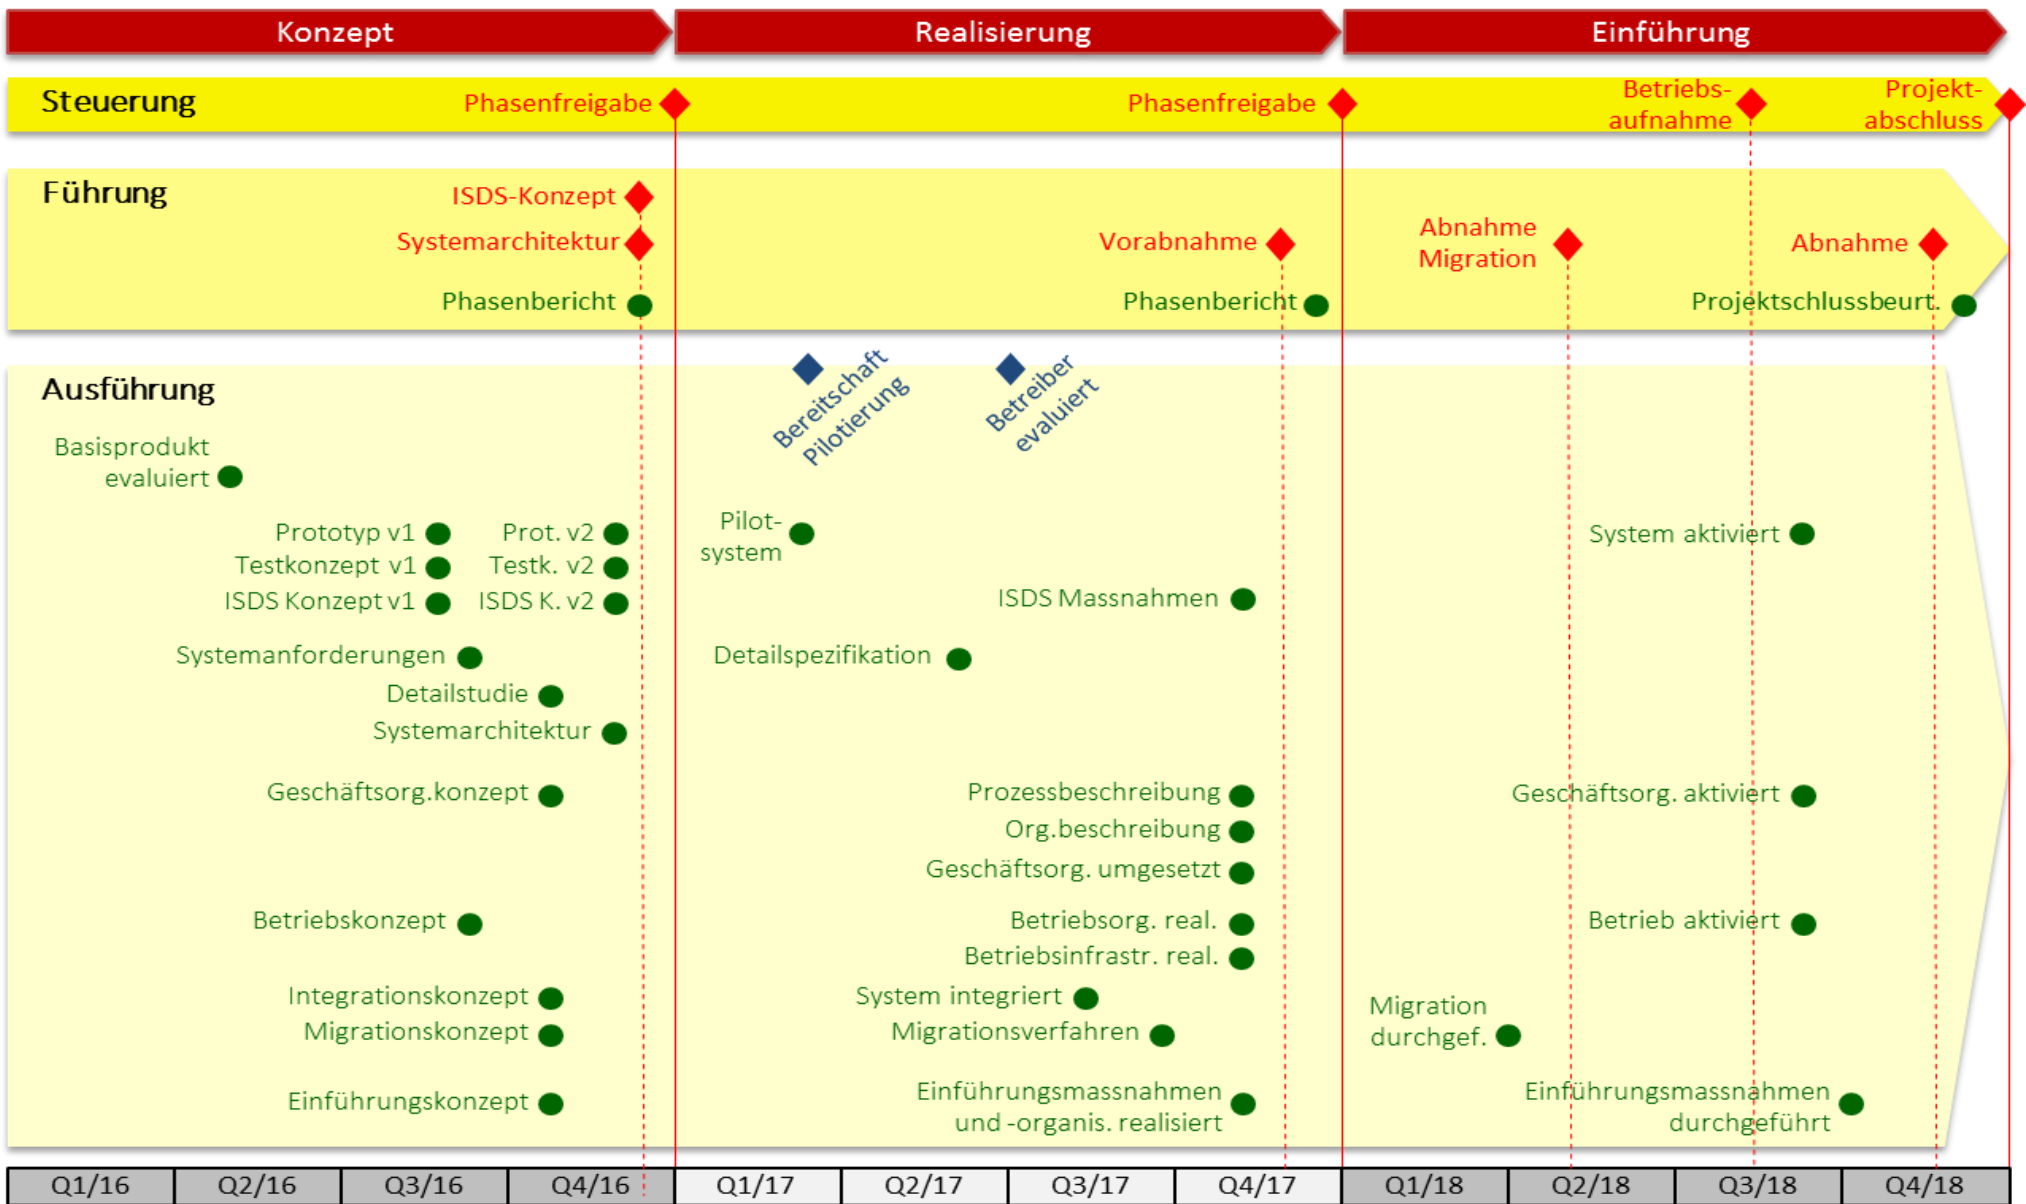 Konzept
Realisierung
Einführung
Steuerung
Phasenfreigabe
Phasenfreigabe
Betriebs-
aufnahme
Projekt-
abschluss
Führung
ISDS-Konzept
Systemarchitektur
Vorabnahme
Abnahme
Migration
Abnahme
Phasenbericht
Phasenbericht
Projektschlussbeurt.
Ausführung
Bereitschaft
Pilotierung
Betreiber
evaluiert
Basisprodukt
evaluiert
Prototyp v1
Prot. v2
Pilot-
system
System aktiviert
Testkonzept v1
Testk. v2
ISDS Konzept v1
ISDS K. v2
ISDS Massnahmen
Systemanforderungen
Detailspezifikation
Detailstudie
Systemarchitektur
Geschäftsorg.konzept
Prozessbeschreibung
Geschäftsorg. aktiviert
Org.beschreibung
Geschäftsorg. umgesetzt
Betriebskonzept
Betriebsorg. real.
Betrieb aktiviert
Betriebsinfrastr. real.
Integrationskonzept
System integriert
Migration
durchgef.
Migrationskonzept
Migrationsverfahren
Einführungskonzept
Einführungsmassnahmen
und -organis. realisiert
Einführungsmassnahmen
durchgeführt
Q1/16
Q2/16
Q3/16
Q4/16
Q1/17
Q2/17
Q3/17
Q4/17
Q1/18
Q2/18
Q3/18
Q4/18